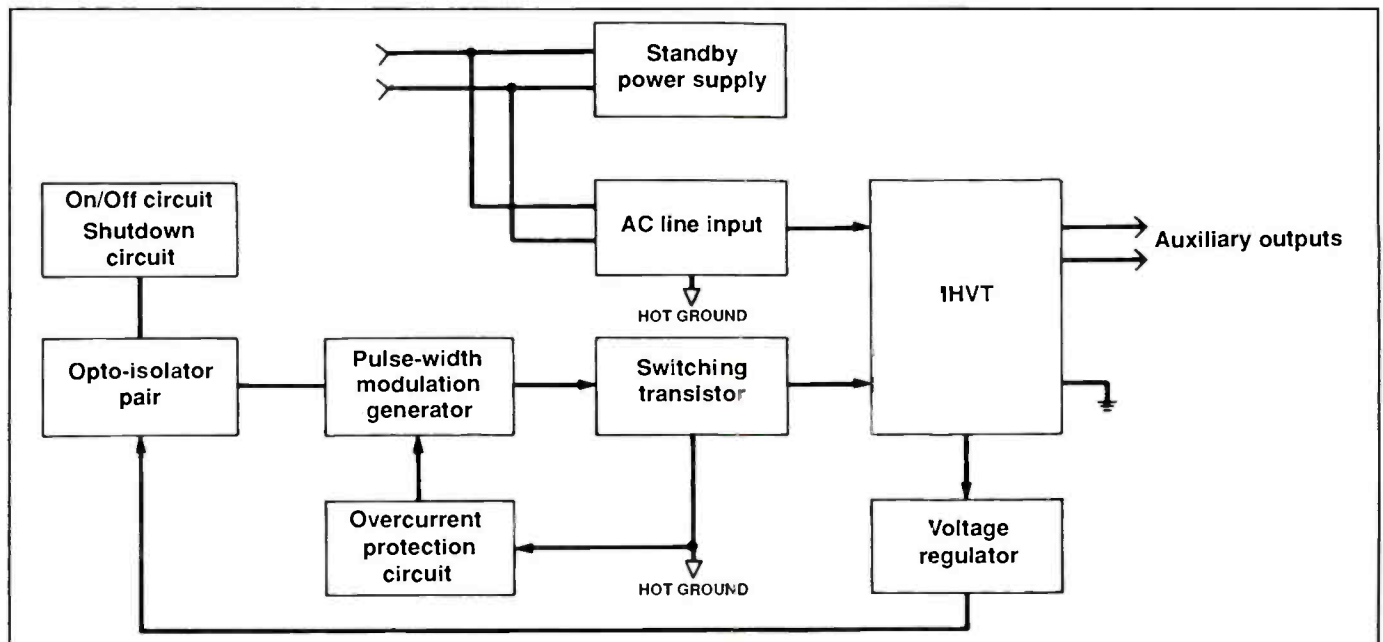 Standby
power supply
On/Off circuit
Shutdown
circuit
AC line input
HOT GROUND
IHVT
Auxiliary outputs
Opto-isolator
pair
Pulse-width
modulation
generator
Switching
transistor
Overcurrent
protection
circuit
HOT GROUND
Voltage
regulator